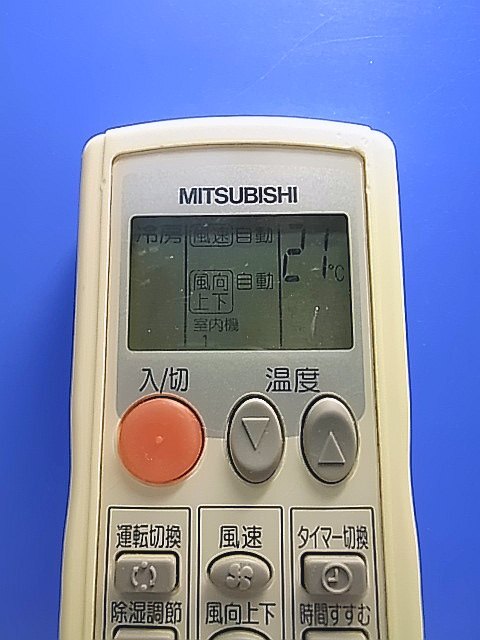 MITSUBISHI
冷房 風速 自動 21℃
風向上下 自動
室内機
1
入/切 温度
運転切換 風速 タイマー切換
除湿調節 風向上下 時間すすむ